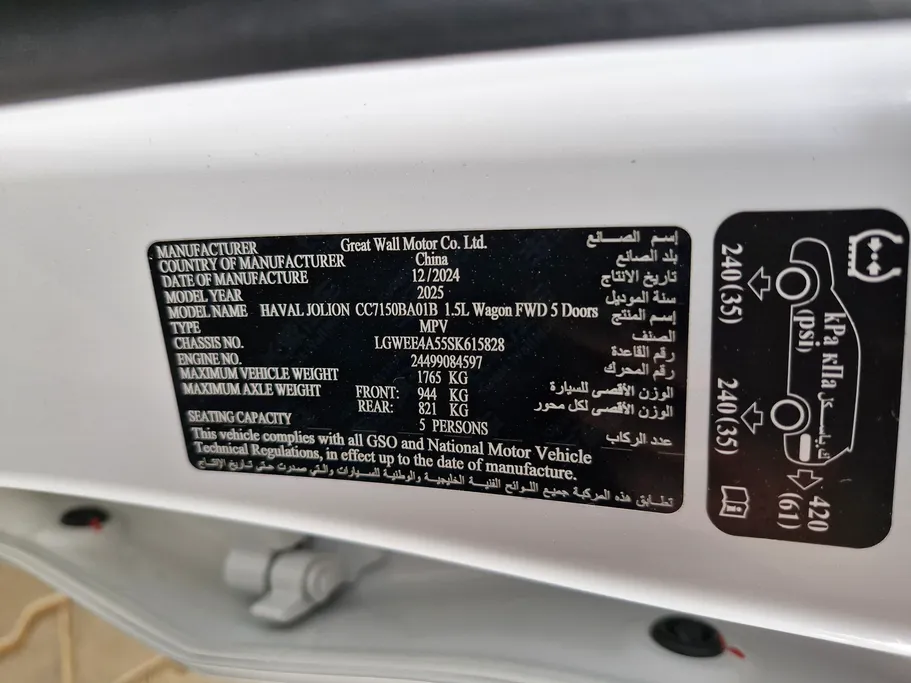 MANUFACTURER Great Wall Motor Co. Ltd. إسم الصانع
COUNTRY OF MANUFACTURER China بلد الصانع
DATE OF MANUFACTURE 12/2024 تاريخ الانتاج
MODEL YEAR 2025 سنة الموديل
MODEL NAME HAVAL JOLION CC7150BA01B 1.5L Wagon FWD 5 Doors إسم المنتج
TYPE MPV الصنف
CHASSIS NO. LGWEE4A55SK615828 رقم القاعدة
ENGINE NO. 24499084597 رقم المحرك
MAXIMUM VEHICLE WEIGHT 1765 KG الوزن الأقصى للسيارة
MAXIMUM AXLE WEIGHT FRONT: 944 KG الوزن الأقصى لكل محور
REAR: 821 KG
SEATING CAPACITY 5 PERSONS عدد الركاب
This vehicle complies with all GSO and National Motor Vehicle
Technical Regulations, in effect up to the date of manufacture.
تطابق هذه المركبة جميع اللوائح الفنية الخليجية والوطنية للسيارات والتي صدرت حتى تاريخ الإنتاج
240(35)
240(35)
kPa кПа كيلوباسكال
(psi)
420
(61)